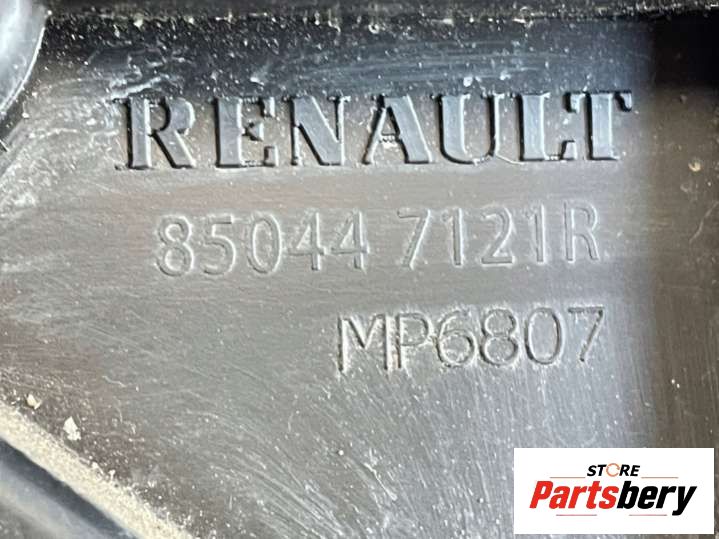 RENAULT
85044 7121R
MP6807
STORE
Partsbery